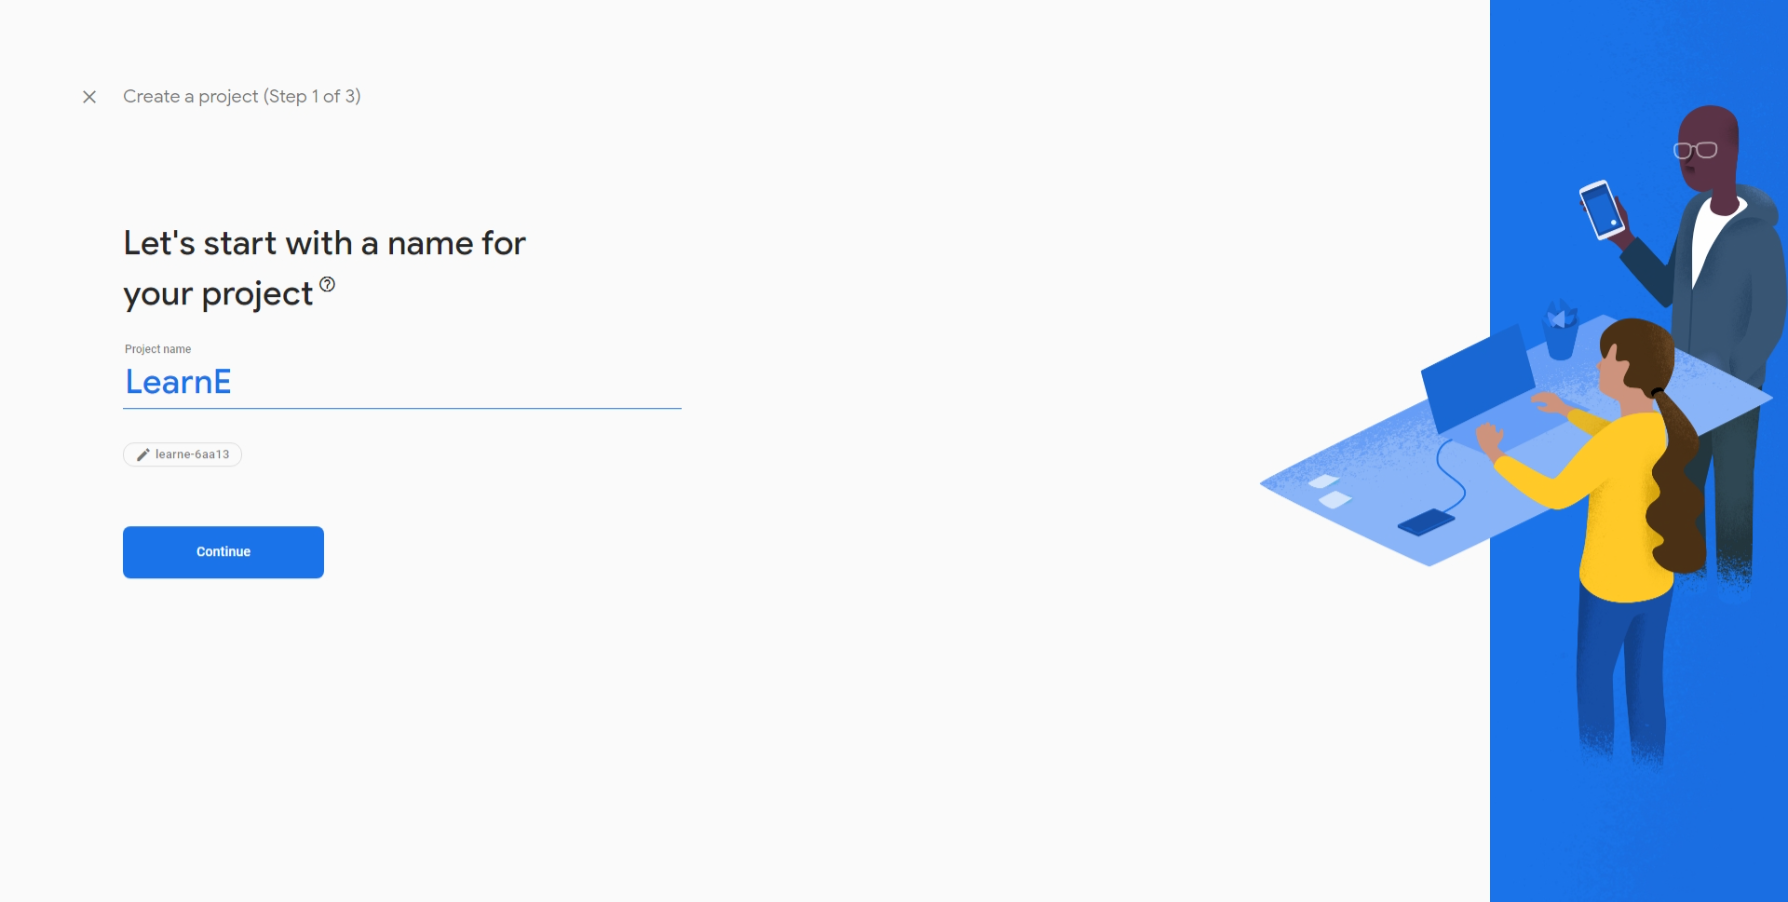 Create a project (Step 1 of 3)
Let's start with a name for
your project
Project name
LearnE
learne-6aa13
Continue